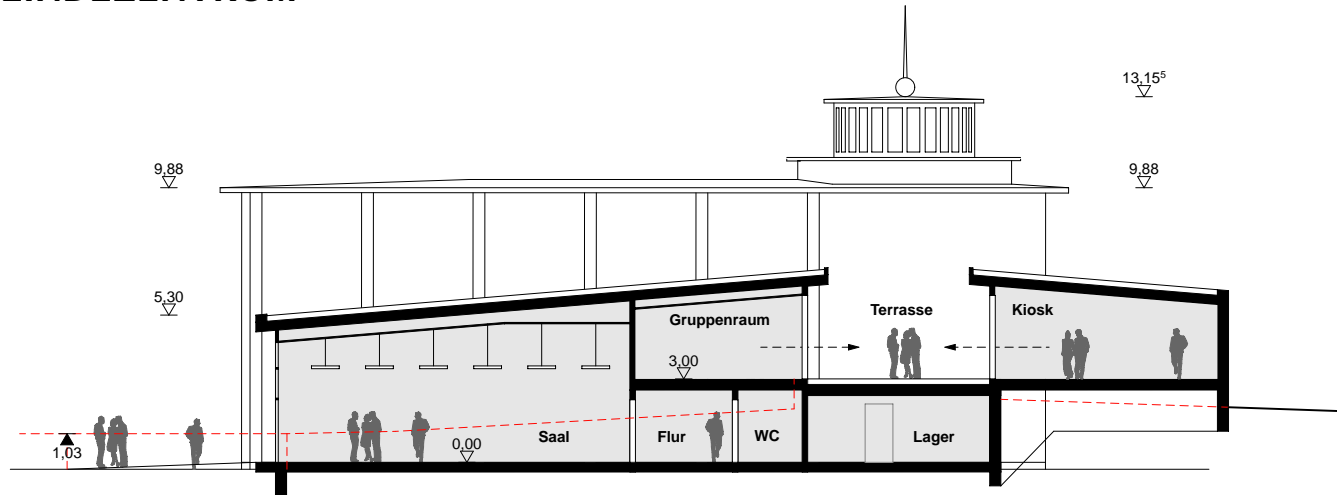 13,15⁵
9,88
9,88
5,30
Terrasse
Kiosk
Gruppenraum
3,00
Saal
Flur
WC
Lager
0,00
1,03